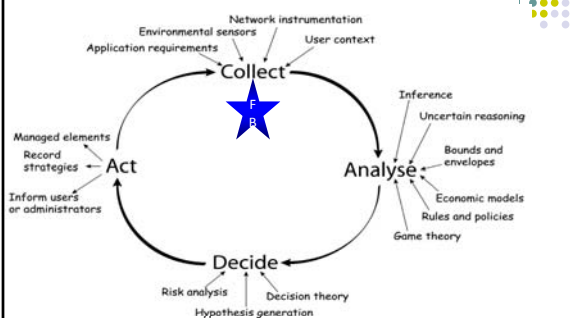 Network instrumentation
Environmental sensors
User context
Application requirements
Collect
F
B
Inference
Uncertain reasoning
Bounds and
envelopes
Analyse
Economic models
Rules and policies
Game theory
Decide
Risk analysis
Decision theory
Hypothesis generation
Act
Managed elements
Record
strategies
Inform users
or administrators